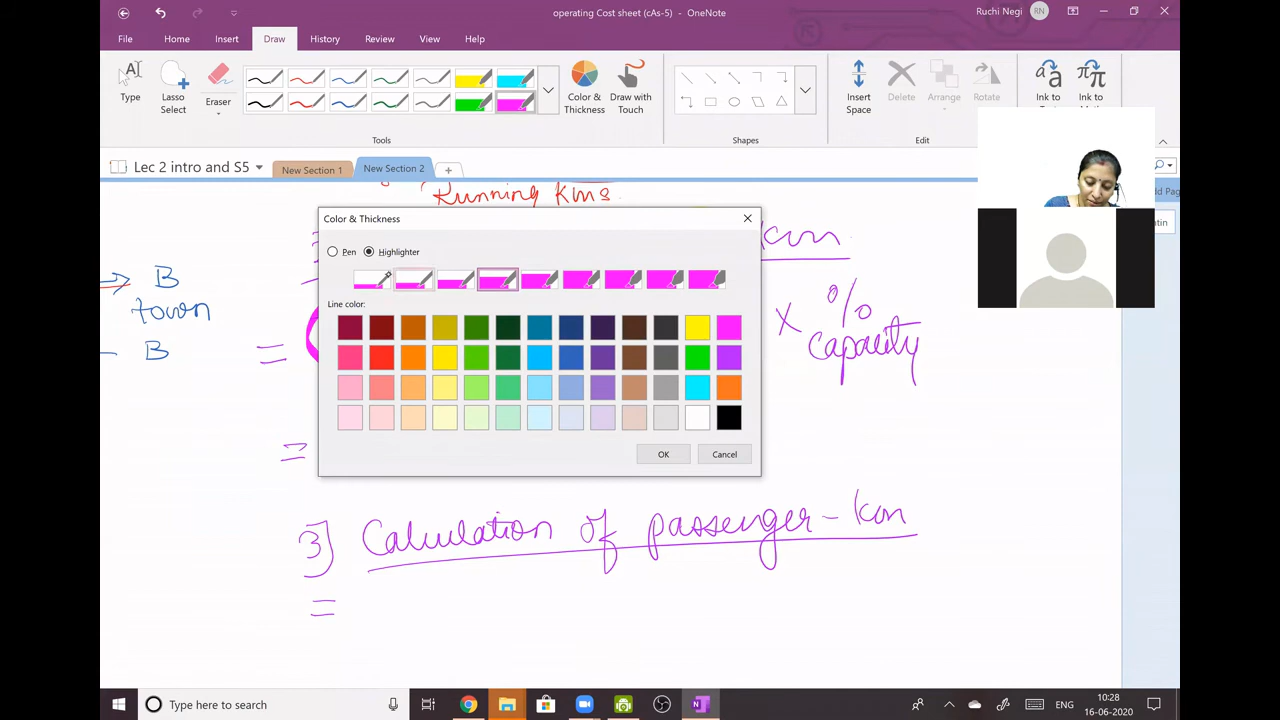 operating Cost sheet (cAs-5) - OneNote
Ruchi Negi RN
File Home Insert Draw History Review View Help
Type
Lasso Select
Eraser
Color & Thickness
Draw with Touch
Insert Space
Delete
Arrange
Rotate
Ink to
Ink to
Tools
Shapes
Edit
Lec 2 intro and S5
New Section 1
New Section 2
Running Kms
Color & Thickness
Pen
Highlighter
Line color:
OK
Cancel
km
B
town
B
=
X %
capacity
=
3] Calculation of passenger - km
=
Type here to search
ENG
10:28
16-06-2020